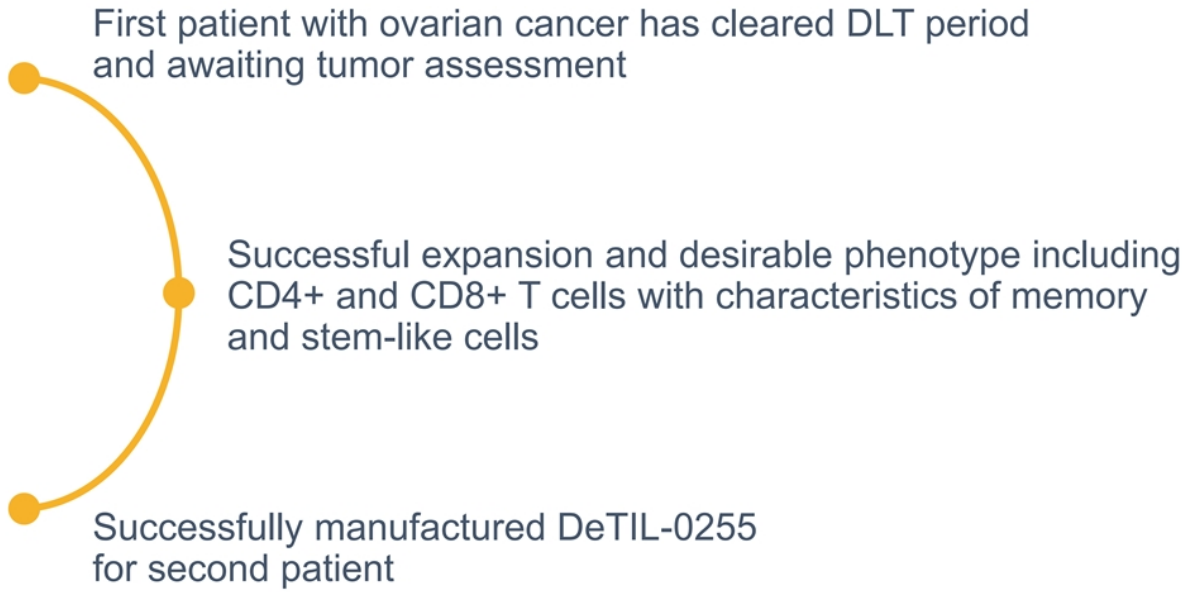 First patient with ovarian cancer has cleared DLT period
and awaiting tumor assessment
Successful expansion and desirable phenotype including
CD4+ and CD8+ T cells with characteristics of memory
and stem-like cells
Successfully manufactured DeTIL-0255
for second patient